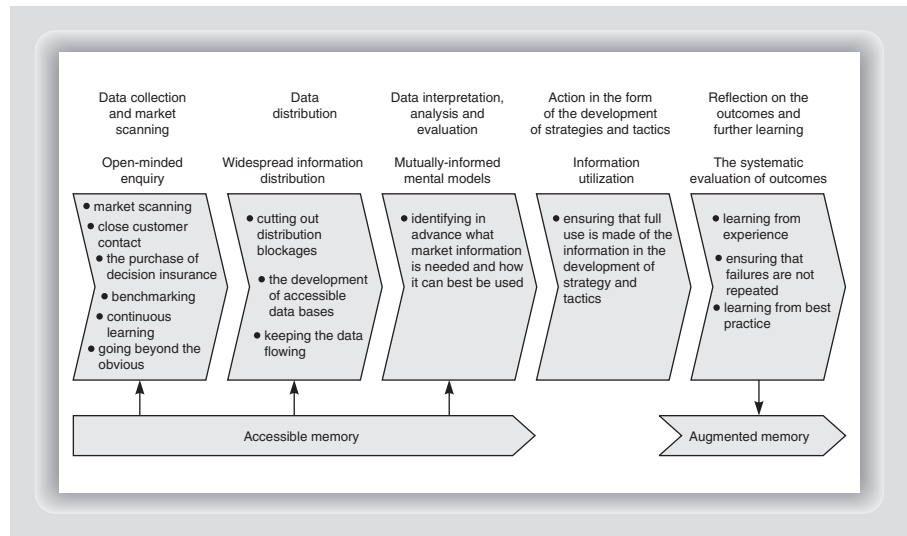 Data collection
and market
scanning
Data
distribution
Data interpretation,
analysis and
evaluation
Action in the form
of the development
of strategies and tactics
Reflection on the
outcomes and
further learning
Open-minded
enquiry
Widespread information
distribution
Mutually-informed
mental models
Information
utilization
The systematic
evaluation of outcomes
• market scanning
• close customer
contact
• the purchase of
decision insurance
• benchmarking
• continuous
learning
• going beyond the
obvious
• cutting out
distribution
blockages
• the development
of accessible
data bases
• keeping the data
flowing
• identifying in
advance what
market information
is needed and how
it can best be used
• ensuring that full
use is made of the
information in the
development of
strategy and
tactics
• learning from
experience
• ensuring that
failures are not
repeated
• learning from best
practice
Accessible memory
Augmented memory